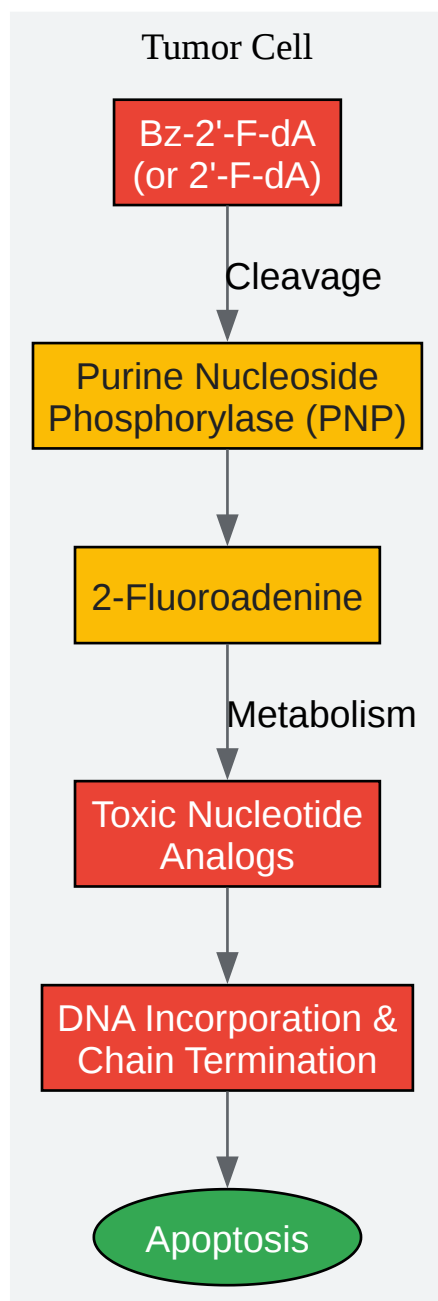 Tumor Cell
Bz-2'-F-dA
(or 2'-F-dA)
Cleavage
Purine Nucleoside
Phosphorylase (PNP)
2-Fluoroadenine
Metabolism
Toxic Nucleotide
Analogs
DNA Incorporation &
Chain Termination
Apoptosis